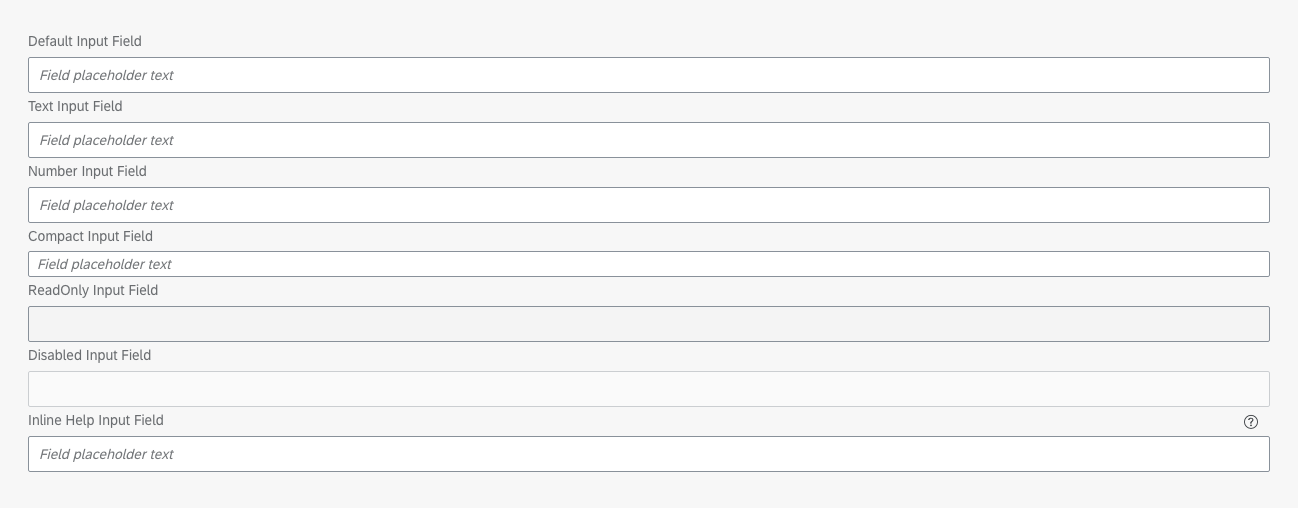 Default Input Field
Field placeholder text
Text Input Field
Field placeholder text
Number Input Field
Field placeholder text
Compact Input Field
Field placeholder text
ReadOnly Input Field
Disabled Input Field
Inline Help Input Field ?
Field placeholder text